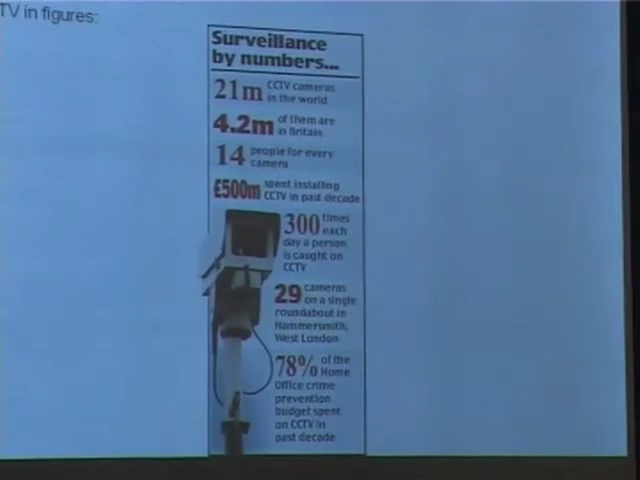 TV in figures:
Surveillance
by numbers...
21m CCTV cameras
in the world
4.2m of them are
in Britain
14 people for every
camera
£500m spent installing
CCTV in past decade
300 times
each
day a person
is caught on
CCTV
29 cameras
on a single
roundabout in
Hammersmith,
West London
78% of the
Home
Office crime
prevention
budget spent
on CCTV in
past decade